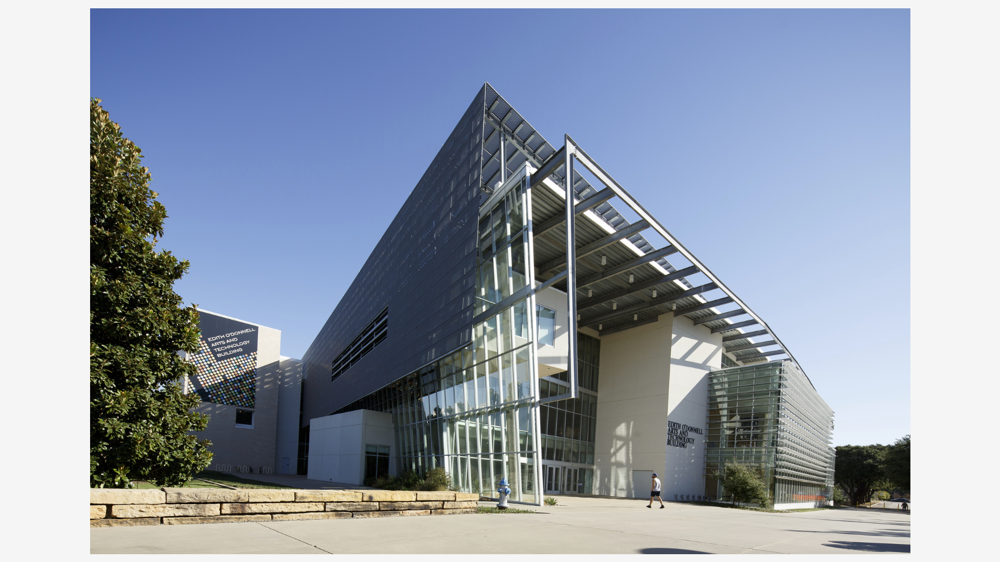 EDITH O'DONNELL
ARTS AND
TECHNOLOGY
BUILDING
EDITH O'DONNELL
ARTS AND
TECHNOLOGY
BUILDING